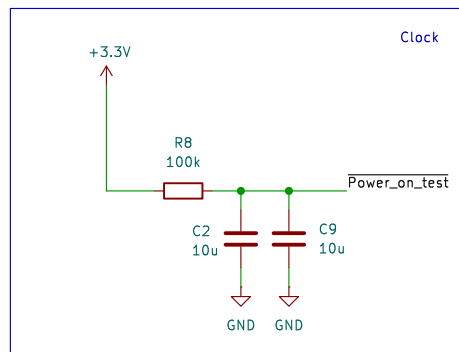 Clock
+3.3V
R8
100k
Power_on_test
C2
10u
C9
10u
GND
GND